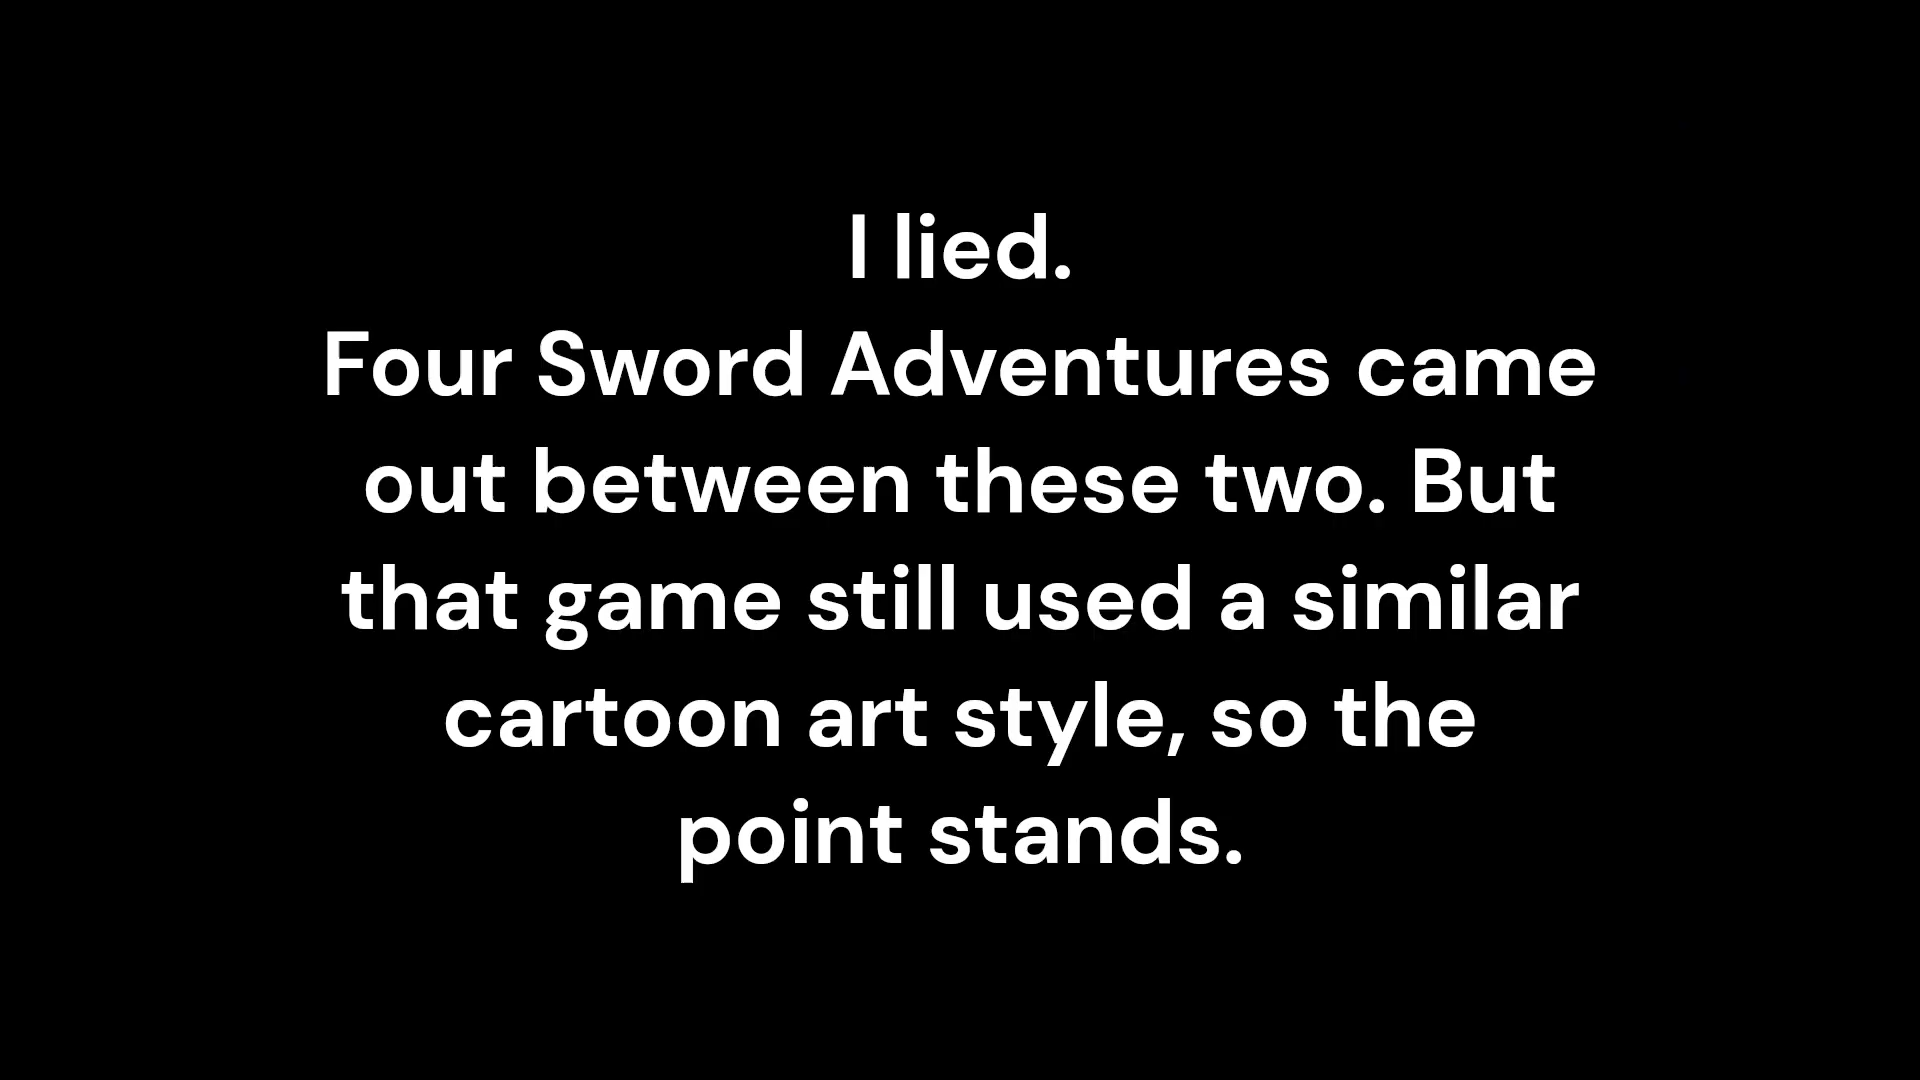 I lied.
Four Sword Adventures came
out between these two. But
that game still used a similar
cartoon art style, so the
point stands.